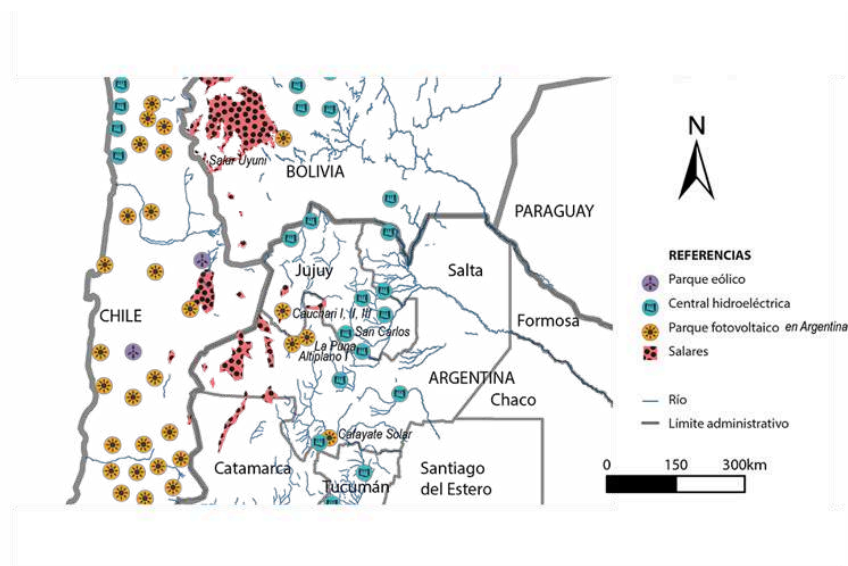 Salar Uyuni
BOLIVIA
PARAGUAY
Jujuy
Salta
CHILE
Cauchari I, II, III
San Carlos
La Puna
Altiplano I
Formosa
ARGENTINA
Chaco
Cafayate Solar
Catamarca
Tucumán
Santiago
del Estero
N
REFERENCIAS
Parque eólico
Central hidroeléctrica
Parque fotovoltaico en Argentina
Salares
Río
Límite administrativo
0 150 300km